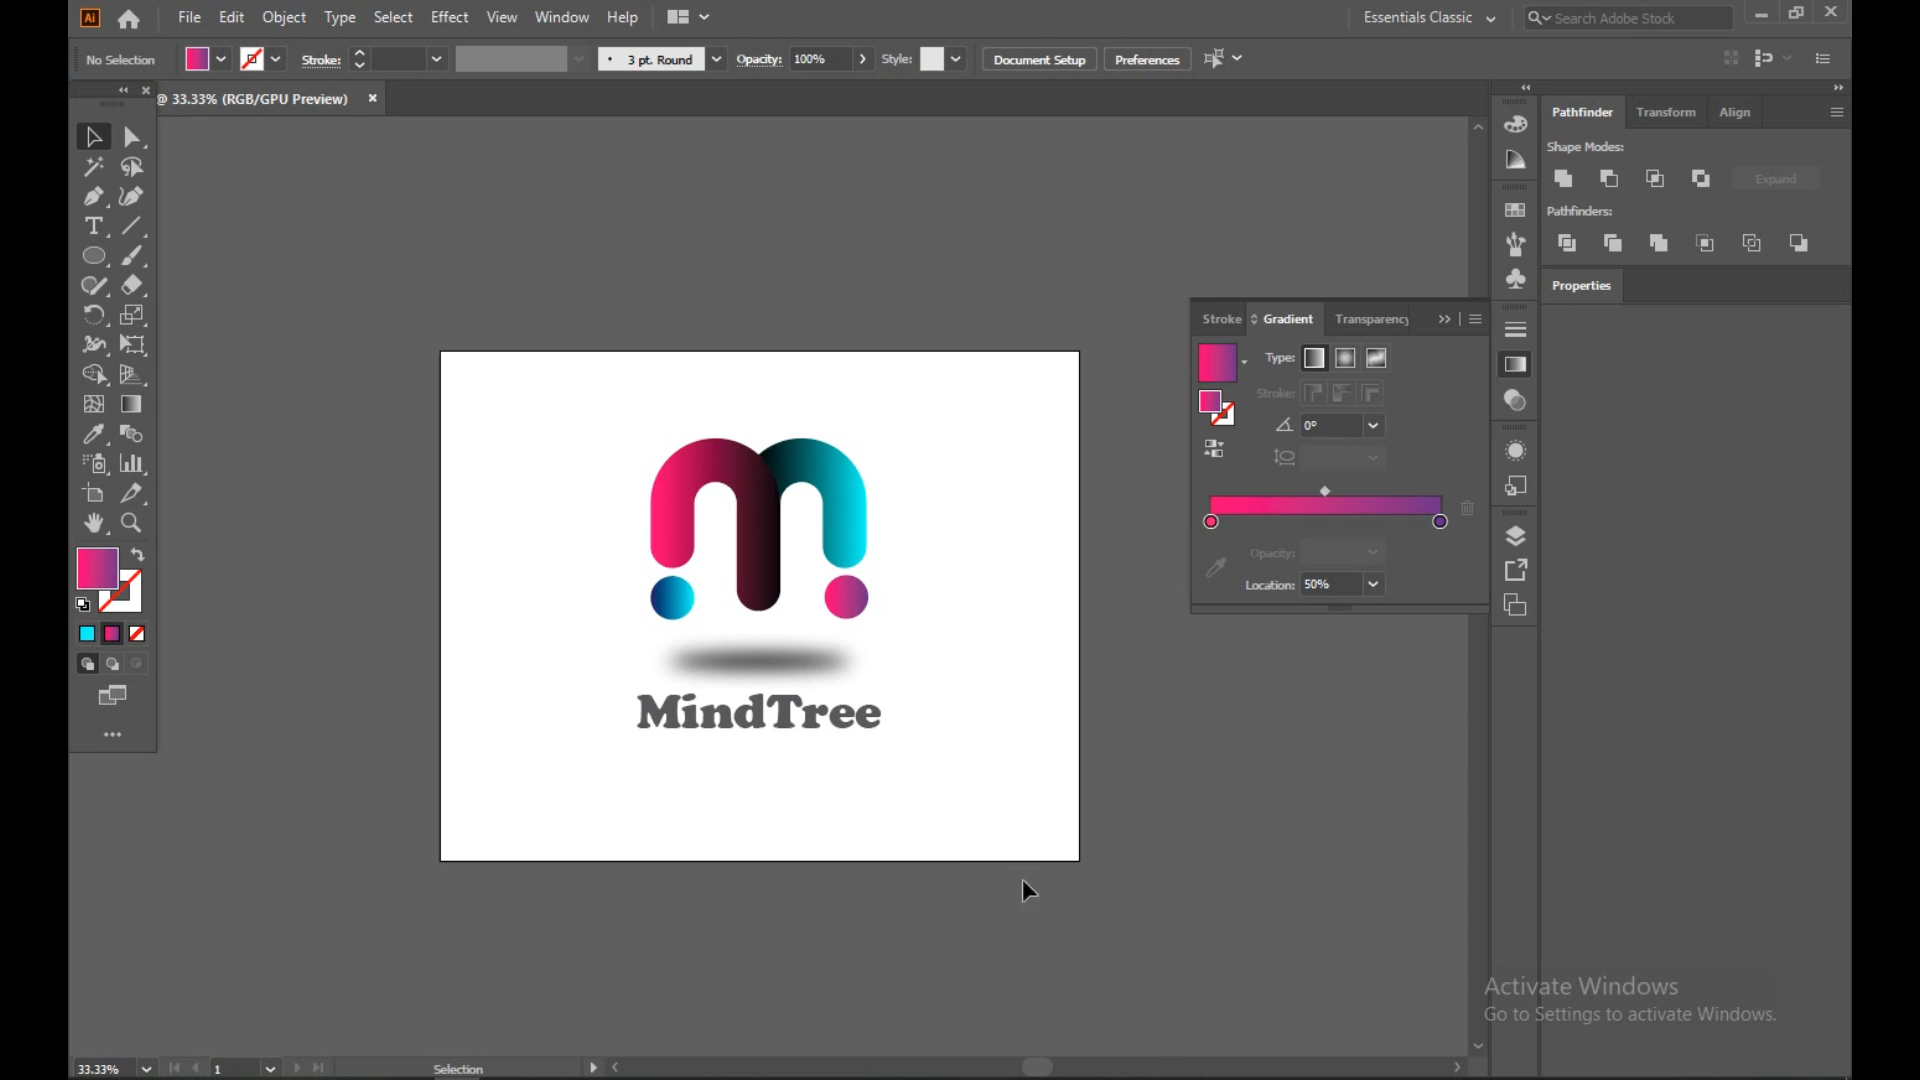 Ai File Edit Object Type Select Effect View Window Help Essentials Classic Search Adobe Stock
No Selection Stroke: 3 pt. Round Opacity: 100% Style: Document Setup Preferences
@ 33.33% (RGB/GPU Preview)
Pathfinder Transform Align
Shape Modes:
Expand
Pathfinders:
Properties
Stroke Gradient Transparency
Type:
Stroke:
0°
Opacity:
Location: 50%
MindTree
Activate Windows
Go to Settings to activate Windows.
33.33% 1 Selection